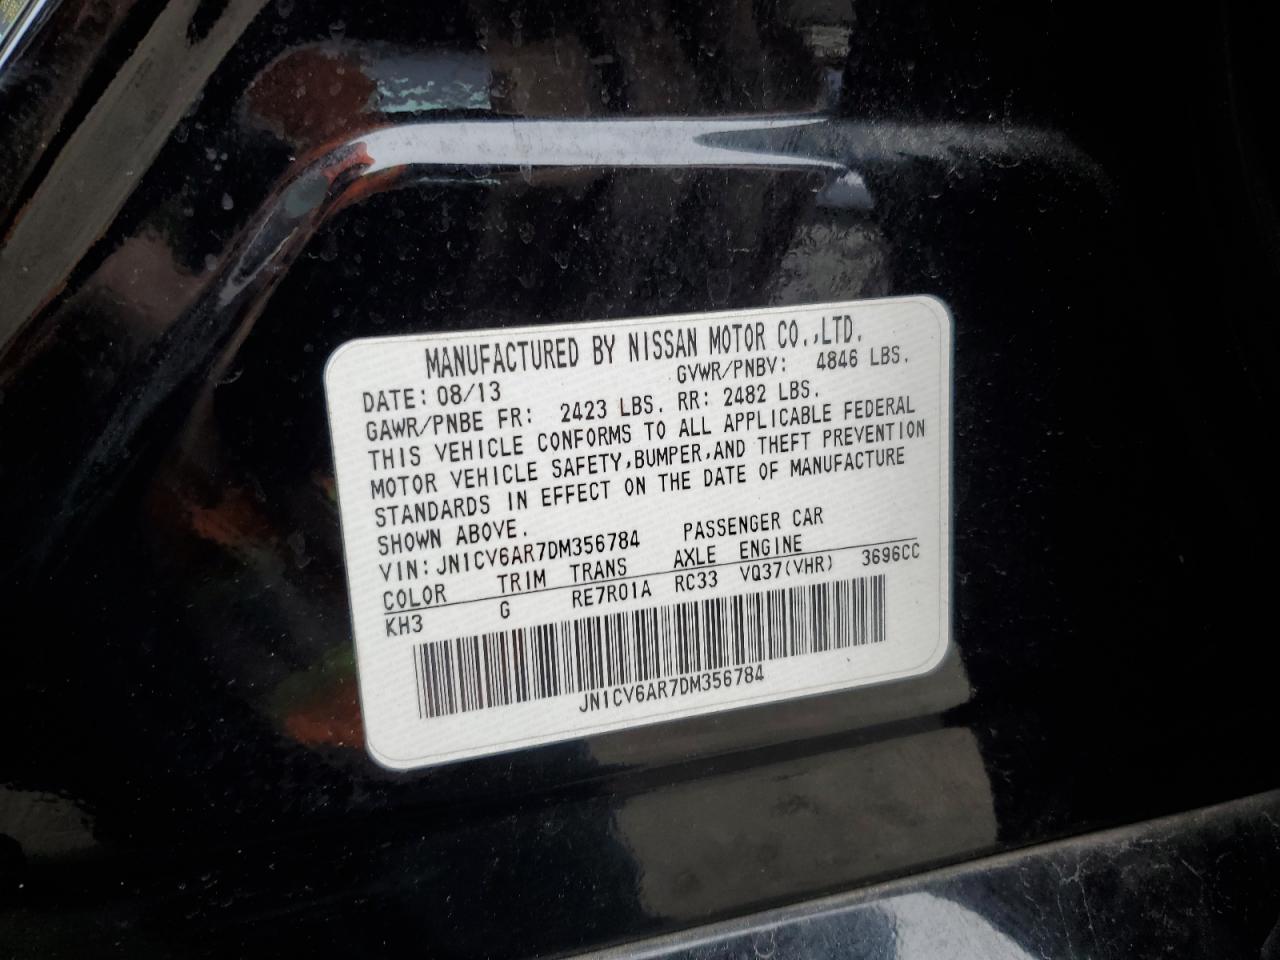 MANUFACTURED BY NISSAN MOTOR CO.,LTD.
DATE: 08/13 GVWR/PNBV: 4846 LBS.
GAWR/PNBE FR: 2423 LBS. RR: 2482 LBS.
THIS VEHICLE CONFORMS TO ALL APPLICABLE FEDERAL
MOTOR VEHICLE SAFETY,BUMPER,AND THEFT PREVENTION
STANDARDS IN EFFECT ON THE DATE OF MANUFACTURE
SHOWN ABOVE.
VIN: JN1CV6AR7DM356784 PASSENGER CAR
COLOR TRIM TRANS AXLE ENGINE
KH3 G RE7R01A RC33 VQ37(VHR) 3696CC
JN1CV6AR7DM356784